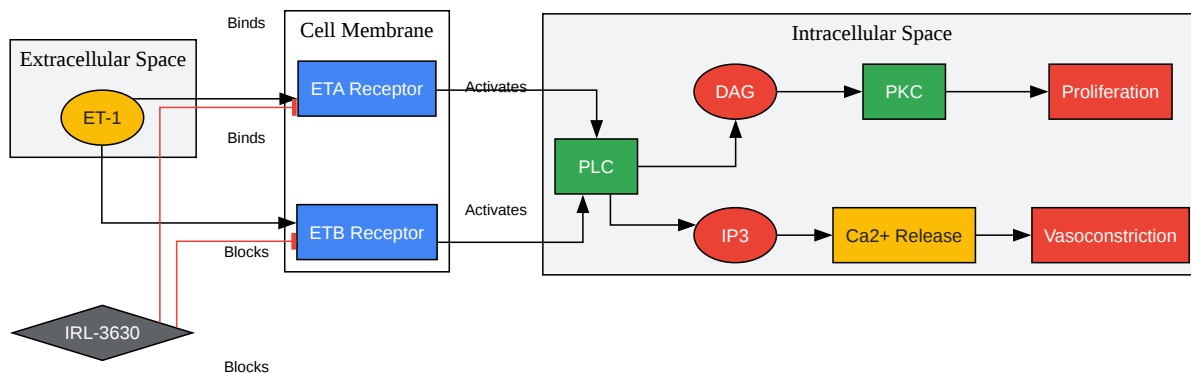 Binds
Cell Membrane
Intracellular Space
Extracellular Space
ETA Receptor
Activates
DAG
PKC
Proliferation
ET-1
Binds
PLC
ETB Receptor
Activates
IP3
Ca2+ Release
Vasoconstriction
Blocks
IRL-3630
Blocks